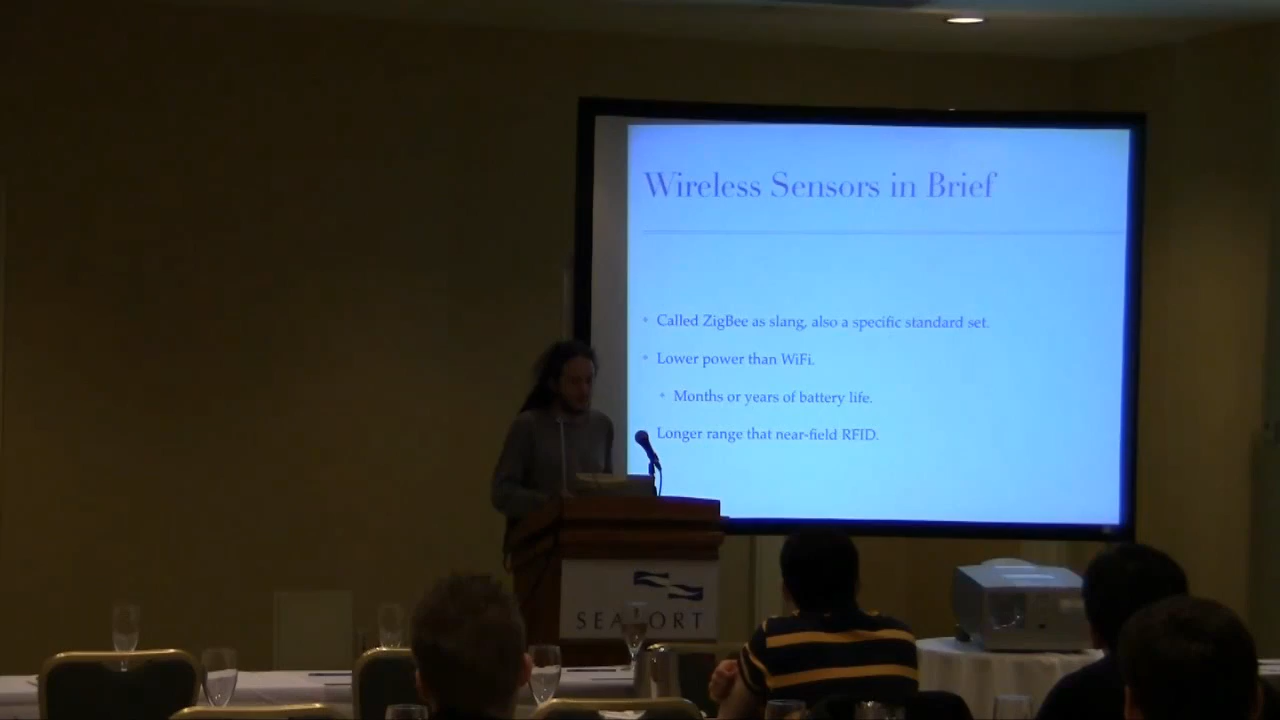 Wireless Sensors in Brief
Called ZigBee as slang, also a specific standard set.
Lower power than WiFi.
Months or years of battery life.
Longer range that near-field RFID.
SEAPORT